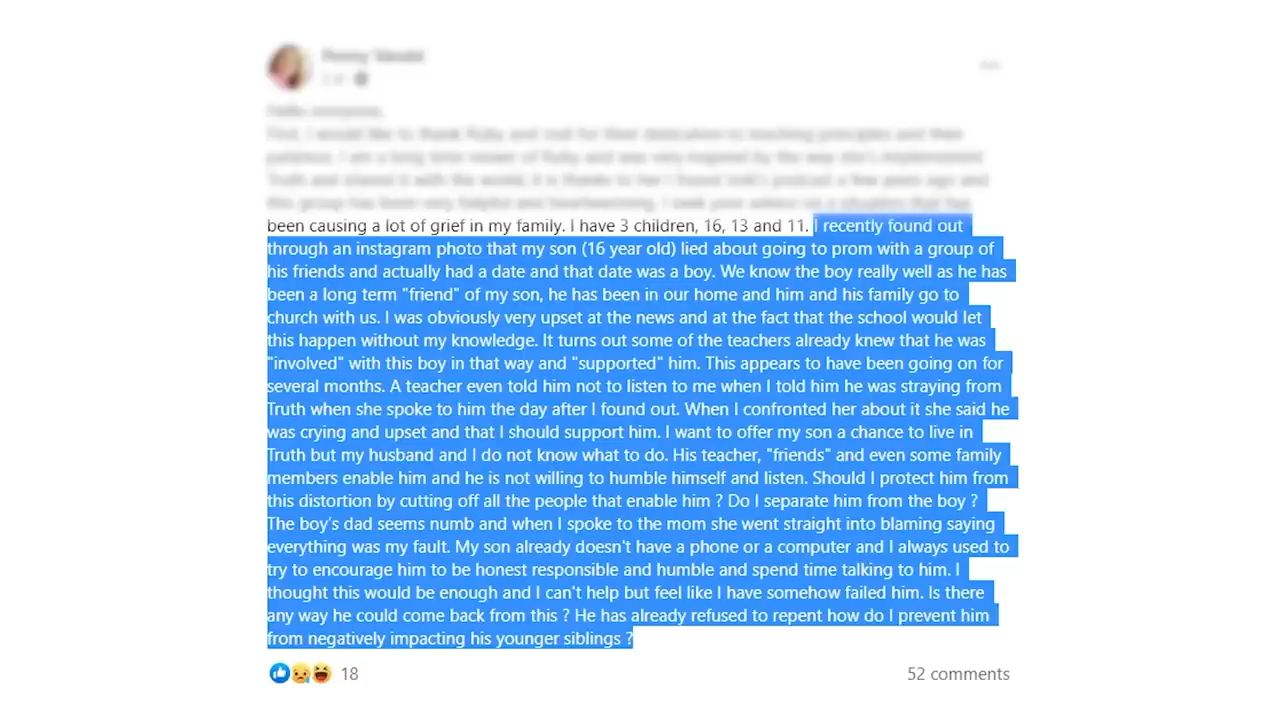 been causing a lot of grief in my family. I have 3 children, 16, 13 and 11. I recently found out
through an instagram photo that my son (16 year old) lied about going to prom with a group of
his friends and actually had a date and that date was a boy. We know the boy really well as he has
been a long term "friend" of my son, he has been in our home and him and his family go to
church with us. I was obviously very upset at the news and at the fact that the school would let
this happen without my knowledge. It turns out some of the teachers already knew that he was
"involved" with this boy in that way and "supported" him. This appears to have been going on for
several months. A teacher even told him not to listen to me when I told him he was straying from
Truth when she spoke to him the day after I found out. When I confronted her about it she said he
was crying and upset and that I should support him. I want to offer my son a chance to live in
Truth but my husband and I do not know what to do. His teacher, "friends" and even some family
members enable him and he is not willing to humble himself and listen. Should I protect him from
this distortion by cutting off all the people that enable him ? Do I separate him from the boy ?
The boy's dad seems numb and when I spoke to the mom she went straight into blaming saying
everything was my fault. My son already doesn't have a phone or a computer and I always used to
try to encourage him to be honest responsible and humble and spend time talking to him. I
thought this would be enough and I can't help but feel like I have somehow failed him. Is there
any way he could come back from this ? He has already refused to repent how do I prevent him
from negatively impacting his younger siblings ?
18
52 comments